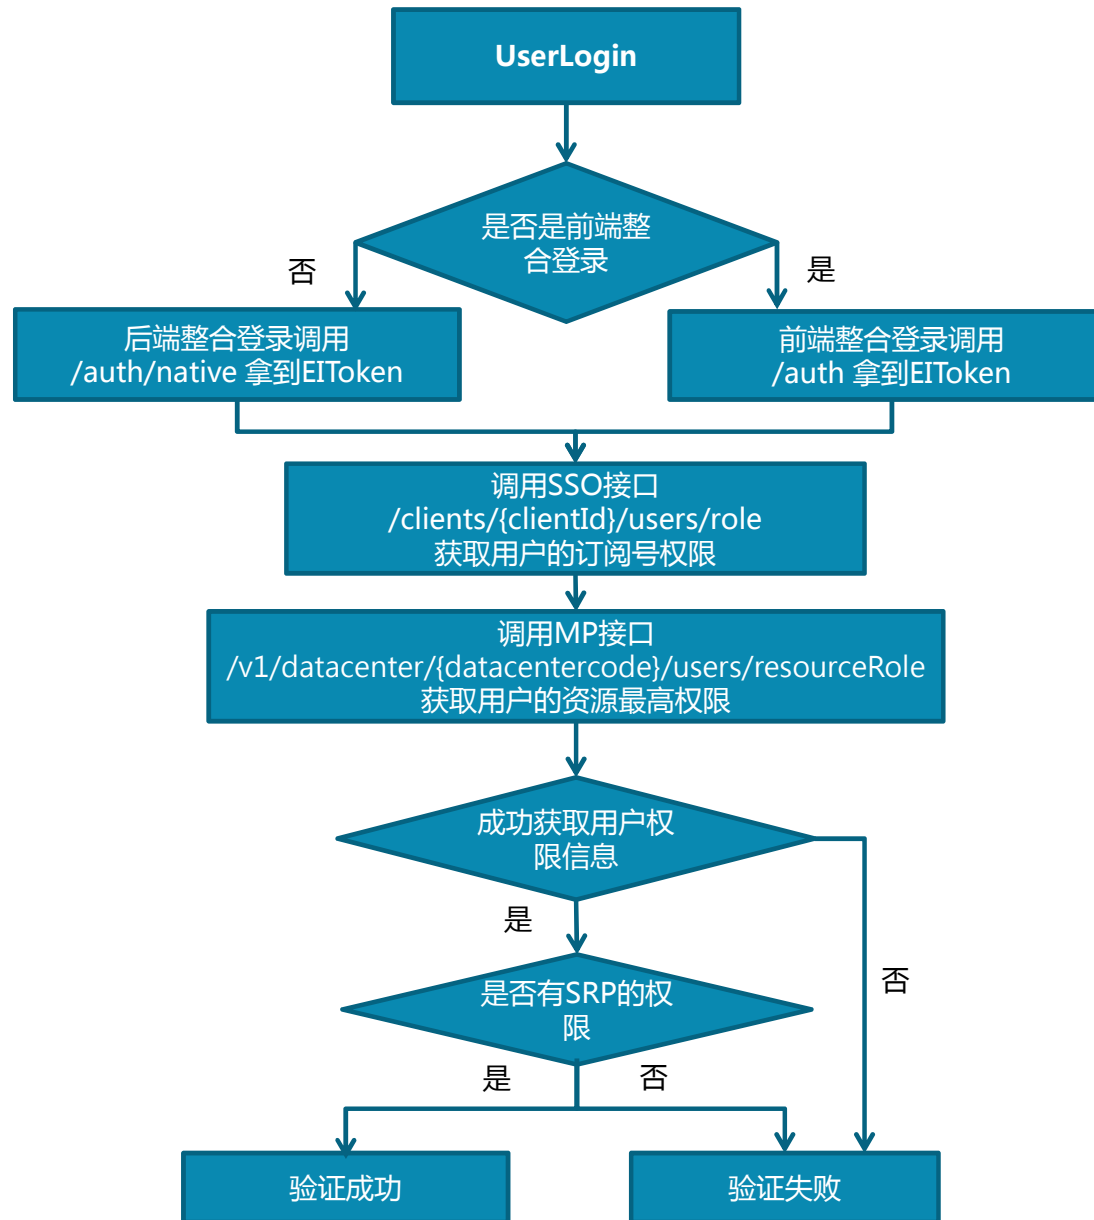 UserLogin
是否是前端整
合登录
否
是
后端整合登录调用
/auth/native 拿到EIToken
前端整合登录调用
/auth 拿到EIToken
调用SSO接口
/clients/{clientId}/users/role
获取用户的订阅号权限
调用MP接口
/v1/datacenter/{datacentercode}/users/resourceRole
获取用户的资源最高权限
成功获取用户权
限信息
是
否
是否有SRP的权
限
是
否
验证成功
验证失败